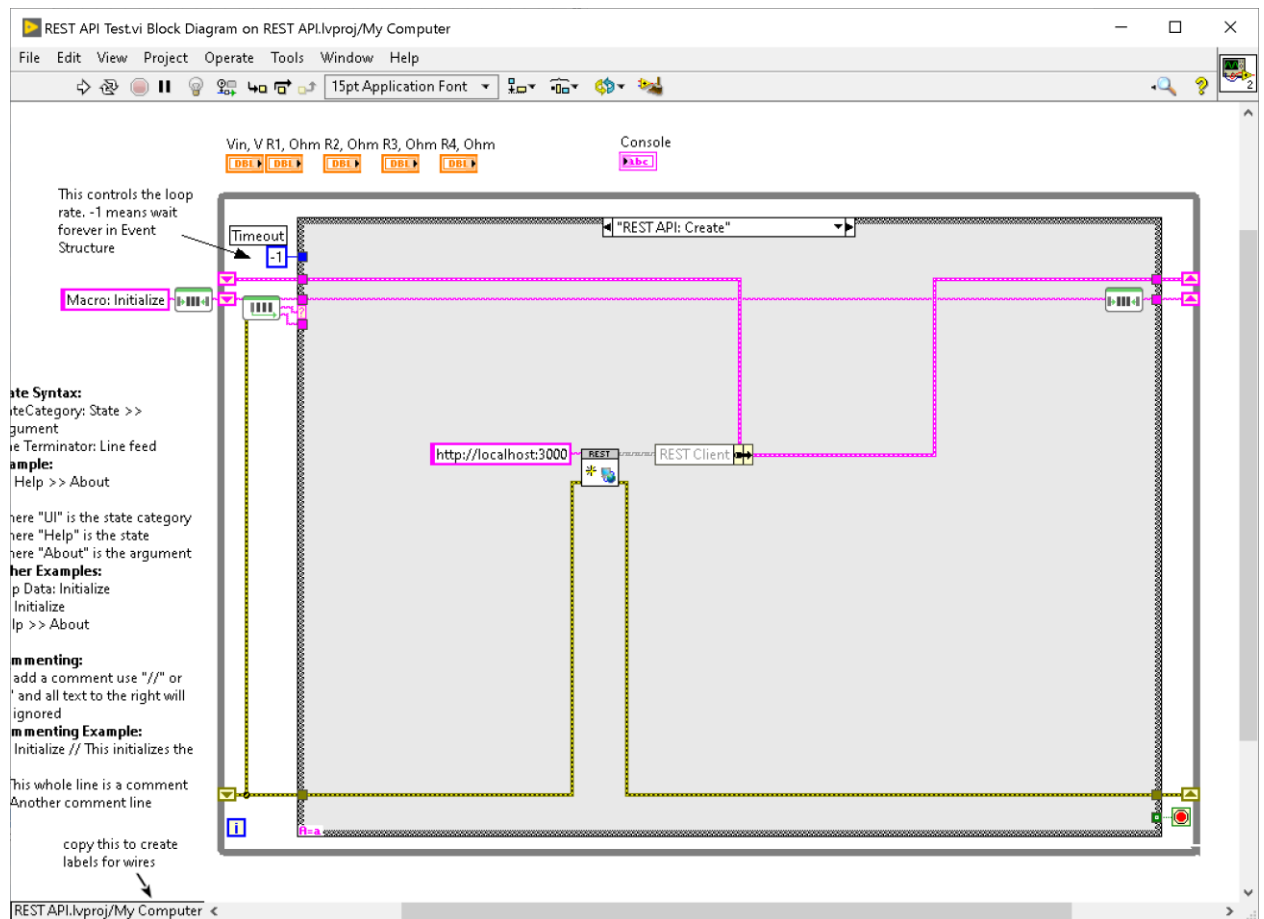 REST API Test.vi Block Diagram on REST API.lvproj/My Computer
File Edit View Project Operate Tools Window Help
15pt Application Font
2
Vin, V R1, Ohm R2, Ohm R3, Ohm R4, Ohm
DBL DBL DBL DBL DBL
Console
abc
This controls the loop
rate. -1 means wait
forever in Event
Structure
Timeout
-1
"REST API: Create"
Macro: Initialize
?
ate Syntax:
ateCategory: State >>
gument
ne Terminator: Line feed
ample:
Help >> About
here "UI" is the state category
here "Help" is the state
here "About" is the argument
her Examples:
p Data: Initialize
Initialize
lp >> About
mmenting:
add a comment use "//" or
' and all text to the right will
ignored
mmenting Example:
Initialize // This initializes the
This whole line is a comment
Another comment line
http://localhost:3000
REST
REST Client
i
A=a
copy this to create
labels for wires
REST API.lvproj/My Computer